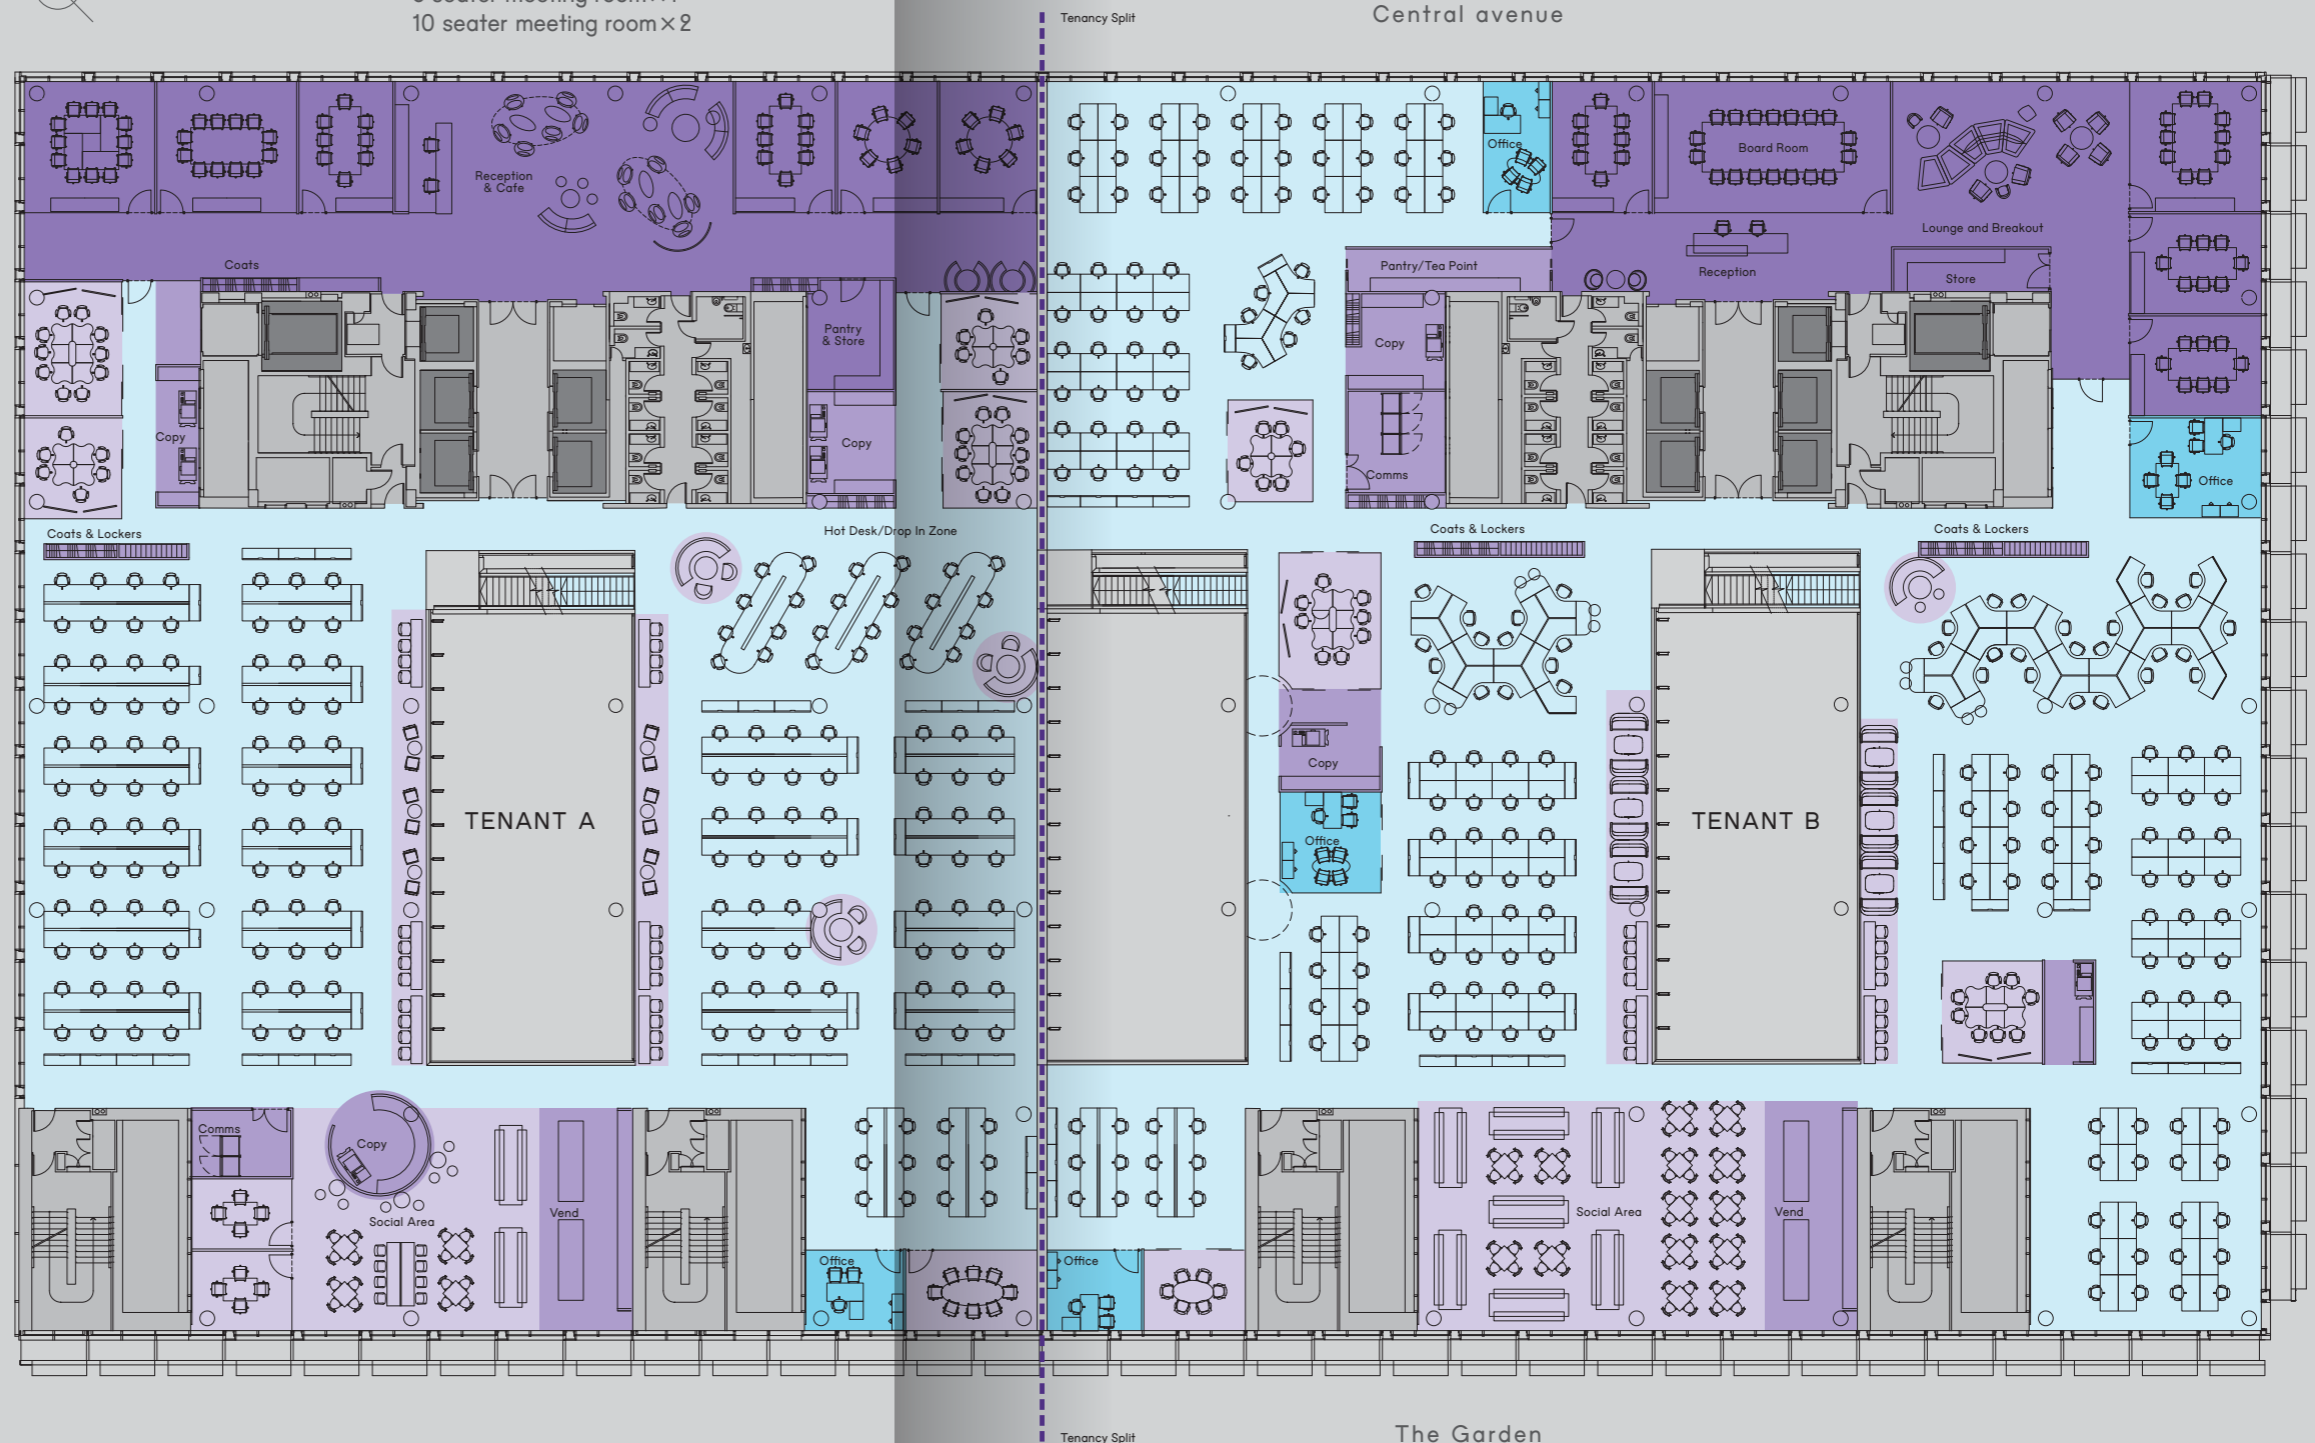 10 seater meeting room×2
Tenancy Split
Central avenue
Office
Board Room
Reception
& Cafe
Lounge and Breakout
Coats
Pantry/Tea Point
Reception
Store
Pantry
& Store
Copy
Copy
Copy
Comms
Office
Coats & Lockers
Hot Desk/Drop In Zone
Coats & Lockers
Coats & Lockers
Copy
TENANT A
TENANT B
Office
Comms
Copy
Social Area
Vend
Social Area
Vend
Office
Office
Tenancy Split
The Garden